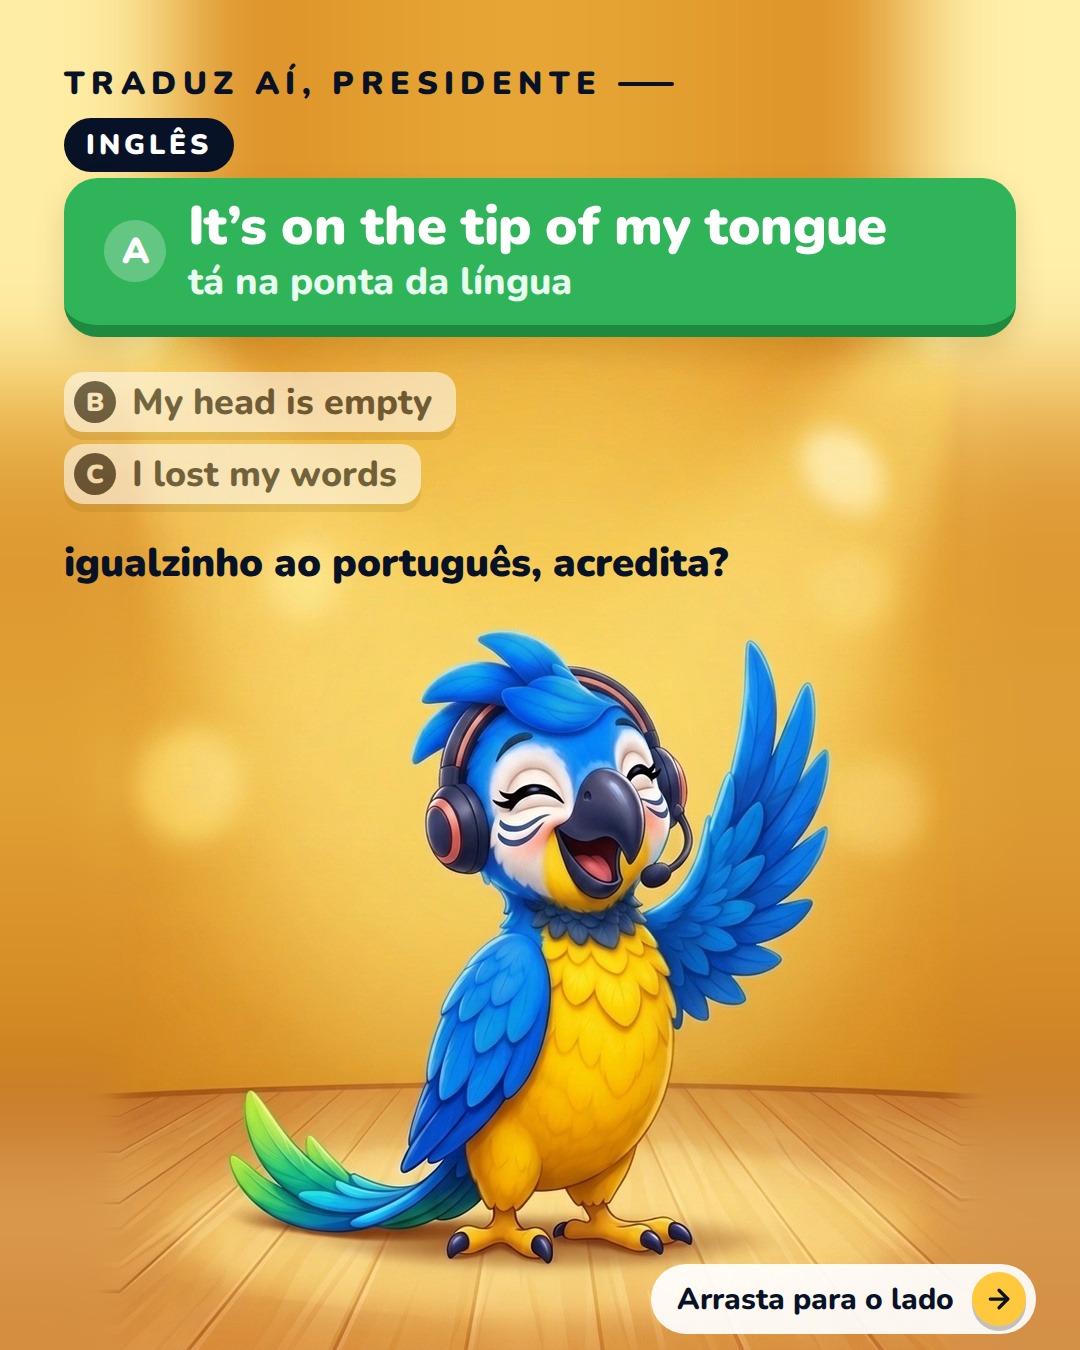 TRADUZ AÍ, PRESIDENTE —
INGLÊS
A It’s on the tip of my tongue
tá na ponta da língua
B My head is empty
C I lost my words
igualzinho ao português, acredita?
Arrasta para o lado →